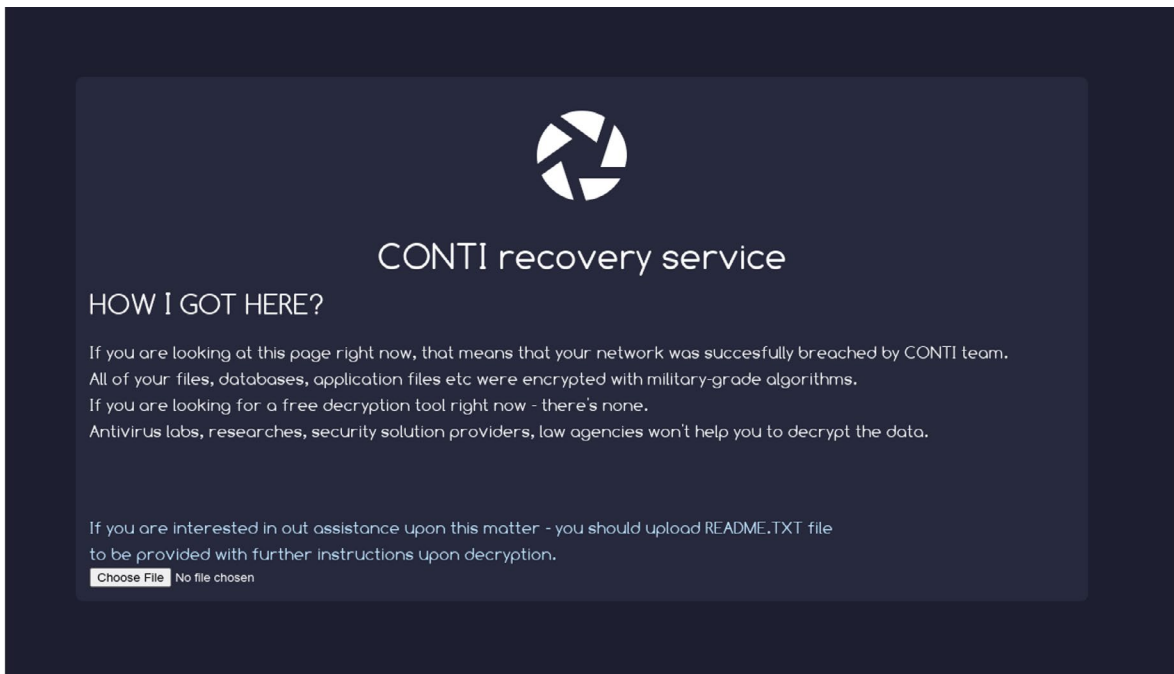 CONTI recovery service
HOW I GOT HERE?
If you are looking at this page right now, that means that your network was succesfully breached by CONTI team.
All of your files, databases, application files etc were encrypted with military-grade algorithms.
If you are looking for a free decryption tool right now - there's none.
Antivirus labs, researches, security solution providers, law agencies won't help you to decrypt the data.
If you are interested in out assistance upon this matter - you should upload README.TXT file
to be provided with further instructions upon decryption.
Choose File No file chosen